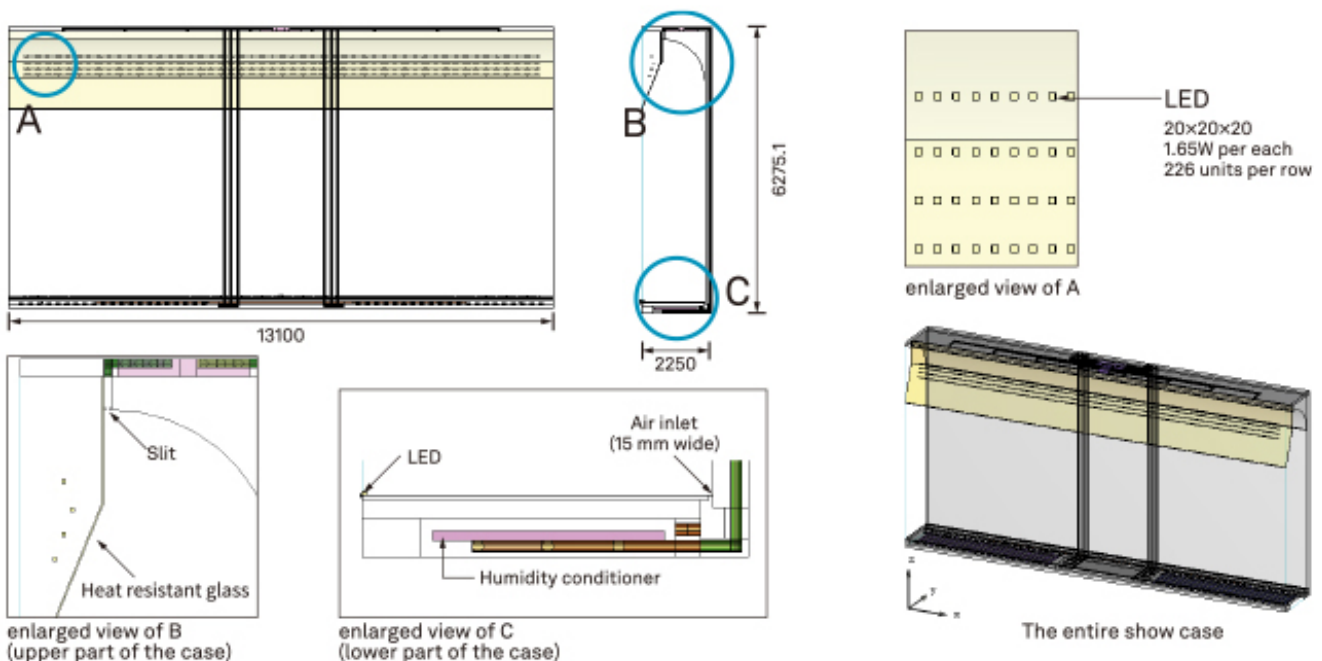 A
13100
B
C
6275.1
2250
LED
20×20×20
1.65W per each
226 units per row
enlarged view of A
Slit
Heat resistant glass
enlarged view of B
(upper part of the case)
LED
Air inlet
(15 mm wide)
Humidity conditioner
enlarged view of C
(lower part of the case)
z
y
x
The entire show case